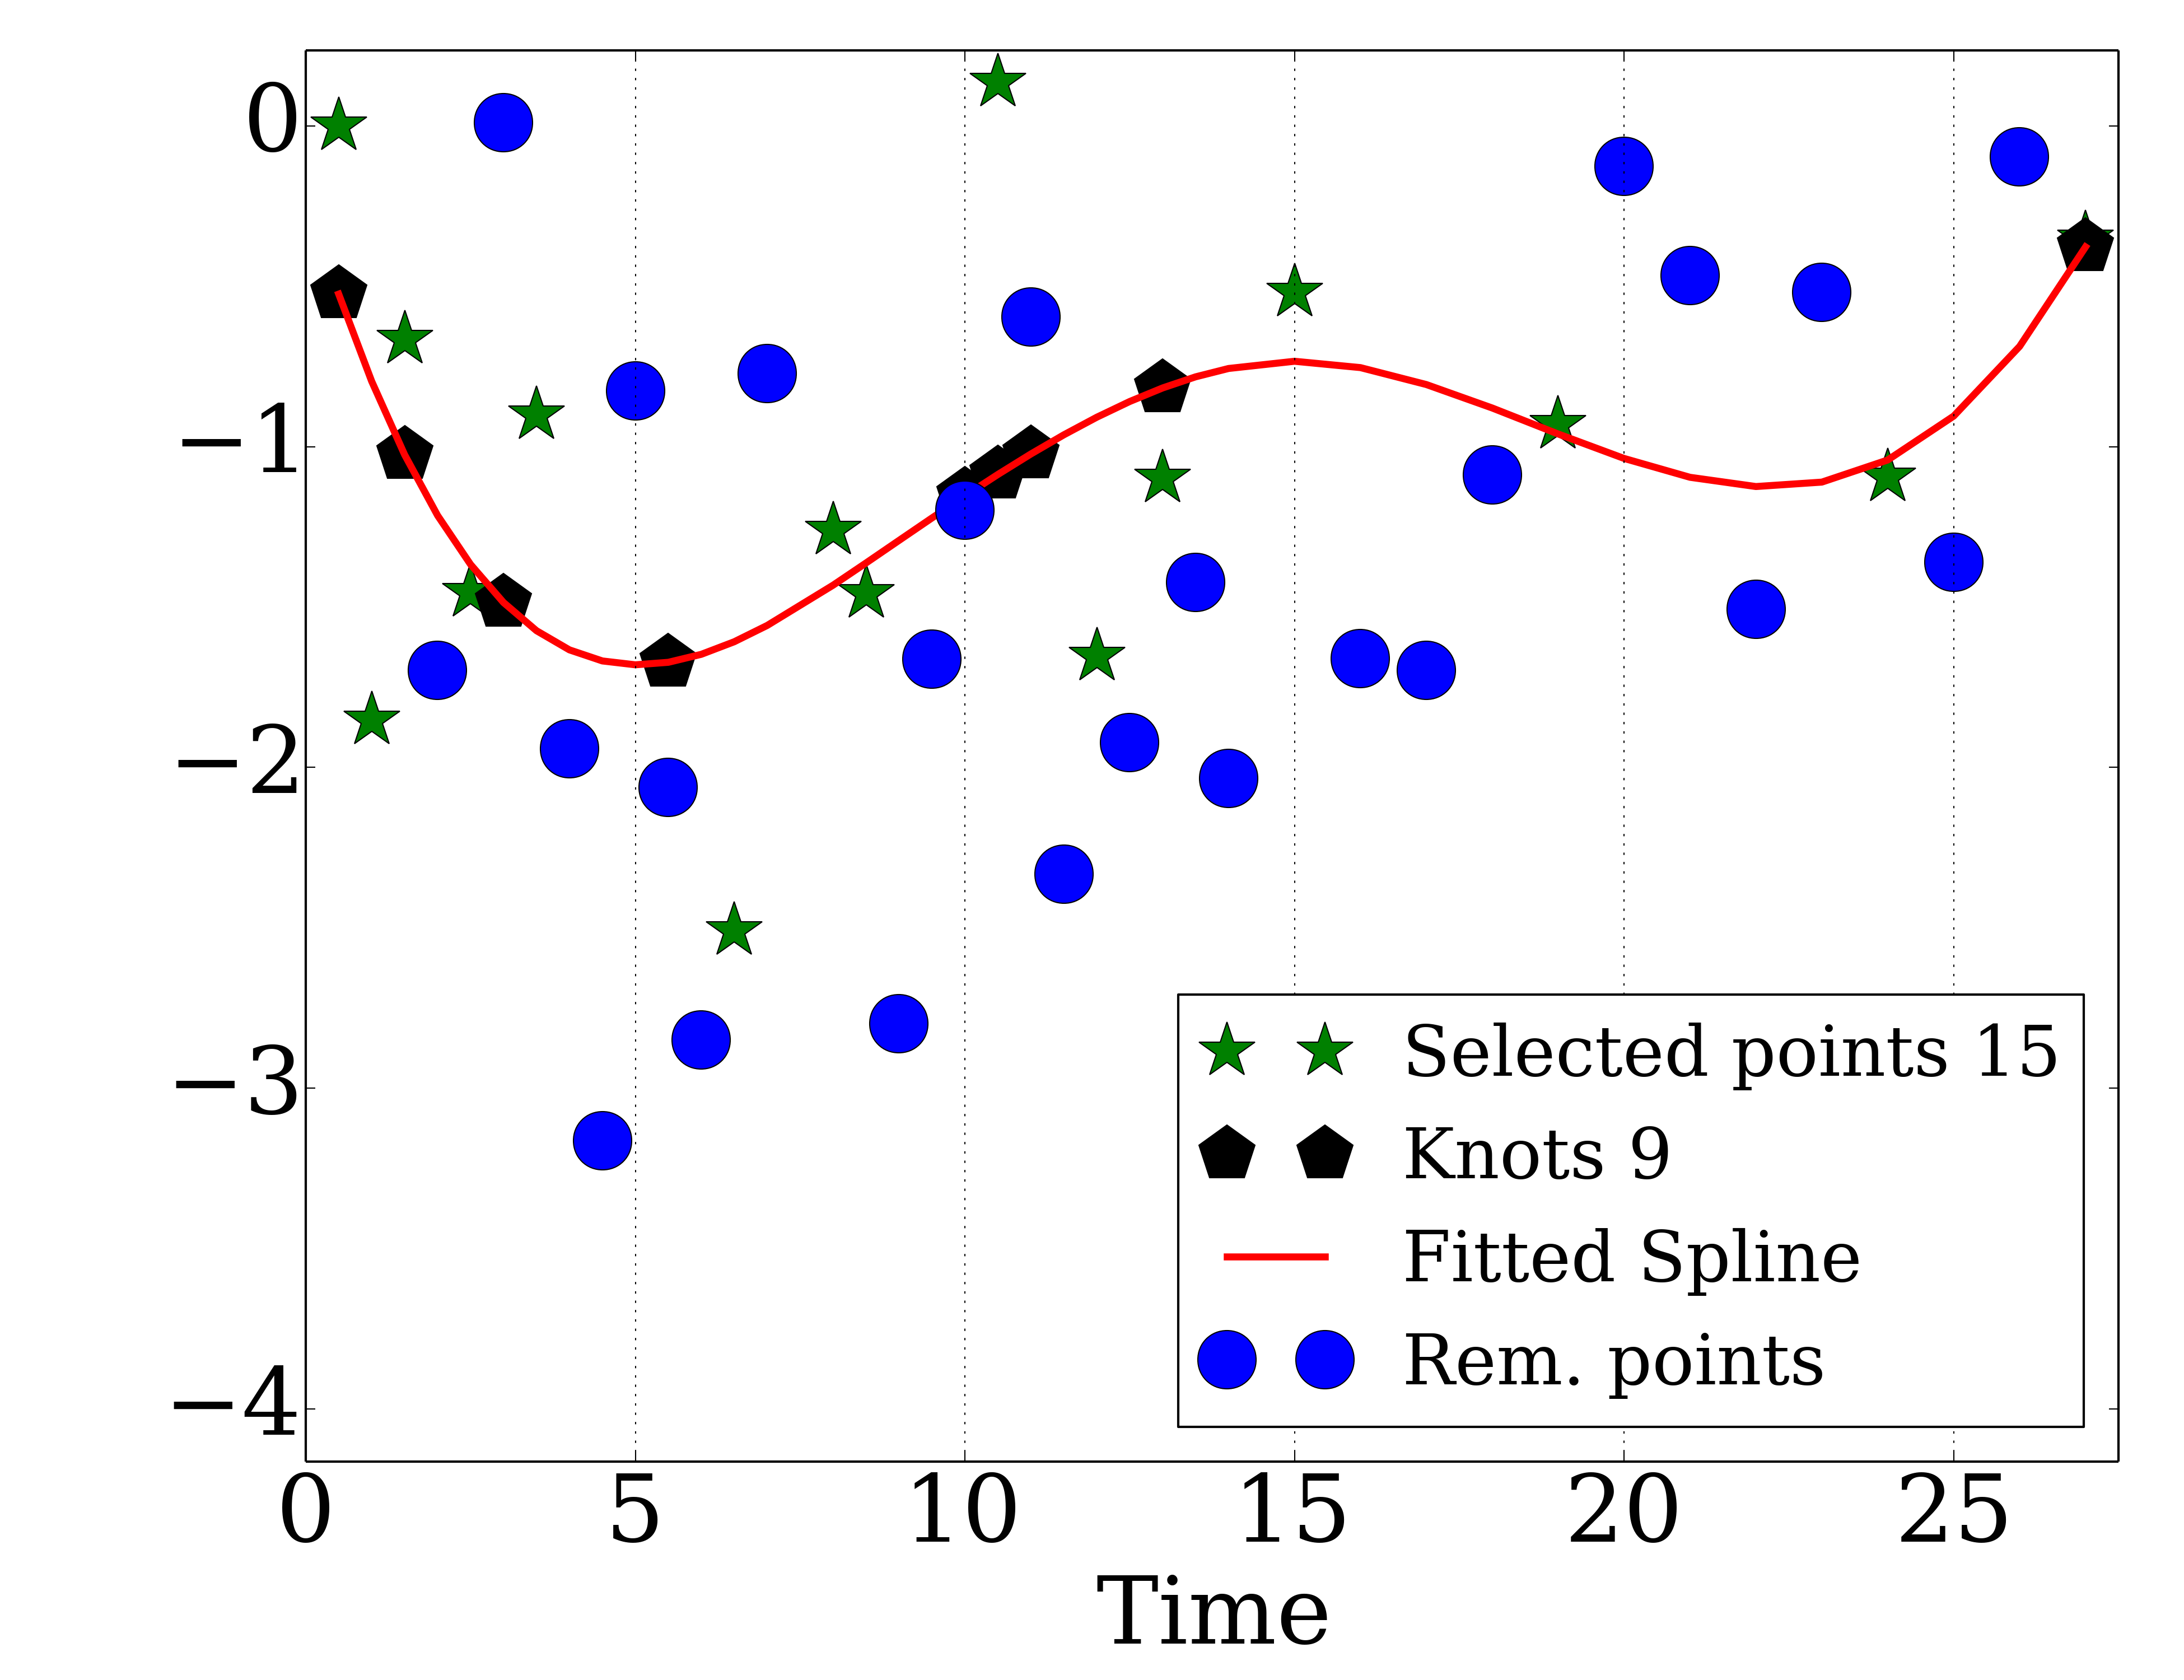 0
−1
−2
−3
−4
Selected points 15
Knots 9
Fitted Spline
Rem. points
0 5 10 15 20 25
Time